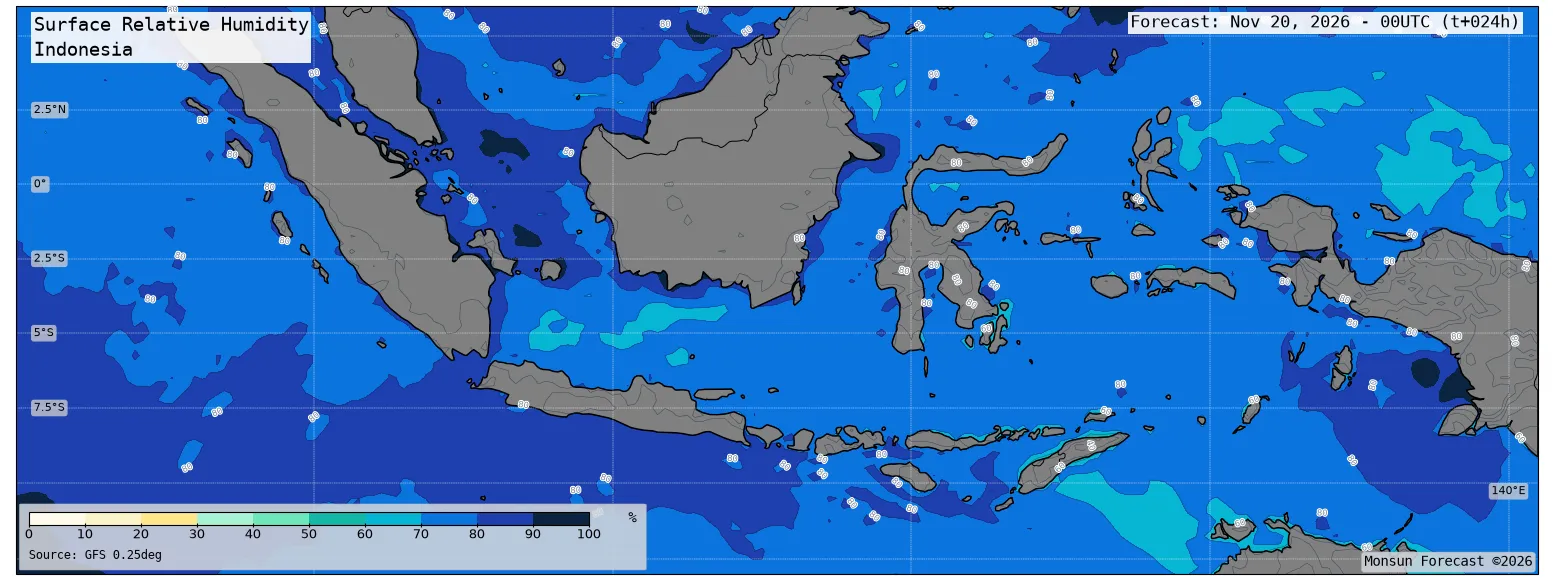 Surface Relative Humidity
Indonesia
Forecast: Nov 20, 2026 - 00UTC (t+024h)
2.5°N
0°
2.5°S
5°S
7.5°S
140°E
%
0 10 20 30 40 50 60 70 80 90 100
Source: GFS 0.25deg
Monsun Forecast ©2026